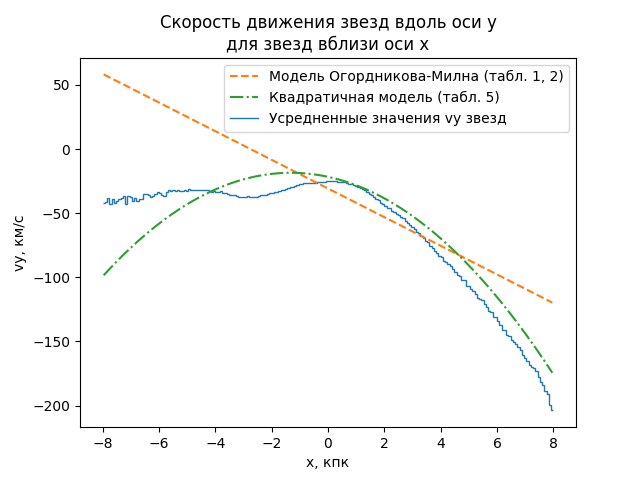 Скорость движения звезд вдоль оси y
для звезд вблизи оси x
Модель Огордникова-Милна (табл. 1, 2)
Квадратичная модель (табл. 5)
Усредненные значения vy звезд
vy, км/с
50
0
−50
−100
−150
−200
−8
−6
−4
−2
0
2
4
6
8
x, кпк